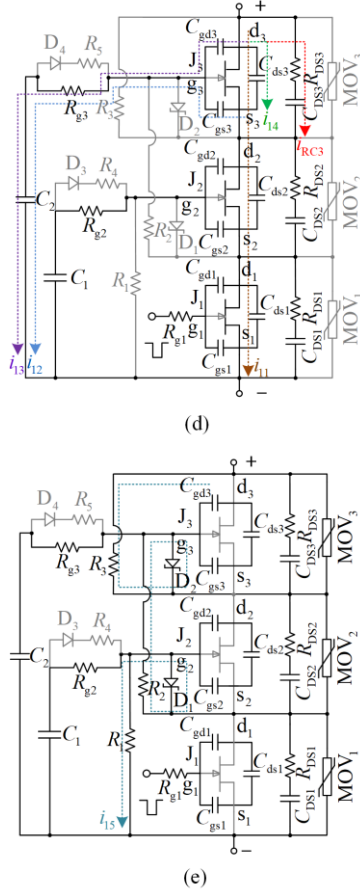 +
C_gd3 d_3
D_4 R_5
J_3
g_3
C_ds3
R_DS3
R_g3
R_3
D_2
C_gs3 s_3
i_14
i_RC3
C_DS3
MOV_3
D_3 R_4
C_gd2 d_2
J_2
g_2
C_ds2
R_DS2
C_2
R_g2
R_2
D_1
C_gs2 s_2
C_DS2
MOV_2
C_1
R_1
C_gd1 d_1
J_1
g_1
R_g1
C_ds1
R_DS1
C_gs1 s_1
C_DS1
MOV_1
i_13 i_12
i_11
−
(d)
+
C_gd3 d_3
D_4 R_5
J_3
g_3
C_ds3
R_DS3
R_g3
R_3
D_2
C_gs3 s_3
C_DS3
MOV_3
D_3 R_4
C_gd2 d_2
J_2
g_2
C_ds2
R_DS2
C_2
R_g2
R_2
D_1
C_gs2 s_2
C_DS2
MOV_2
C_1
R_1
C_gd1 d_1
J_1
R_g1 g_1
C_ds1
R_DS1
C_gs1 s_1
C_DS1
MOV_1
i_15
−
(e)